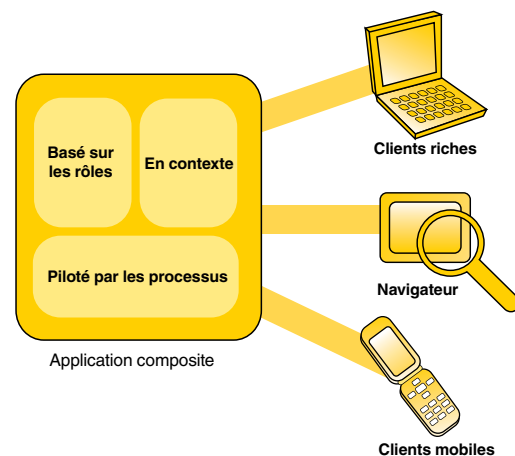 Basé sur
les rôles
En contexte
Piloté par les processus
Application composite
Clients riches
Navigateur
Clients mobiles